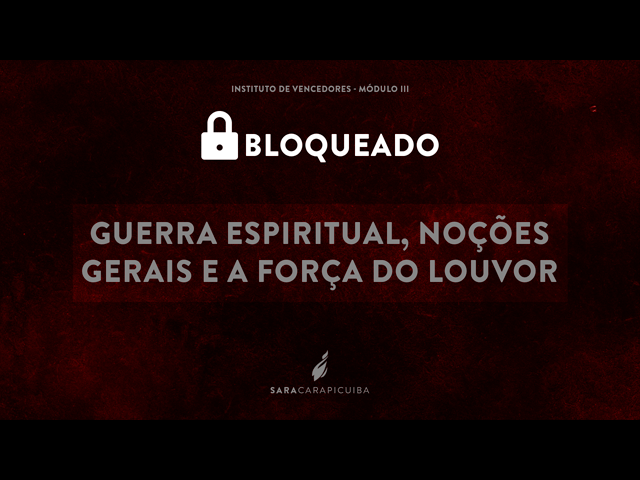 INSTITUTO DE VENCEDORES - MÓDULO III
BLOQUEADO
GUERRA ESPIRITUAL, NOÇÕES
GERAIS E A FORÇA DO LOUVOR
SARACARAPICUIBA